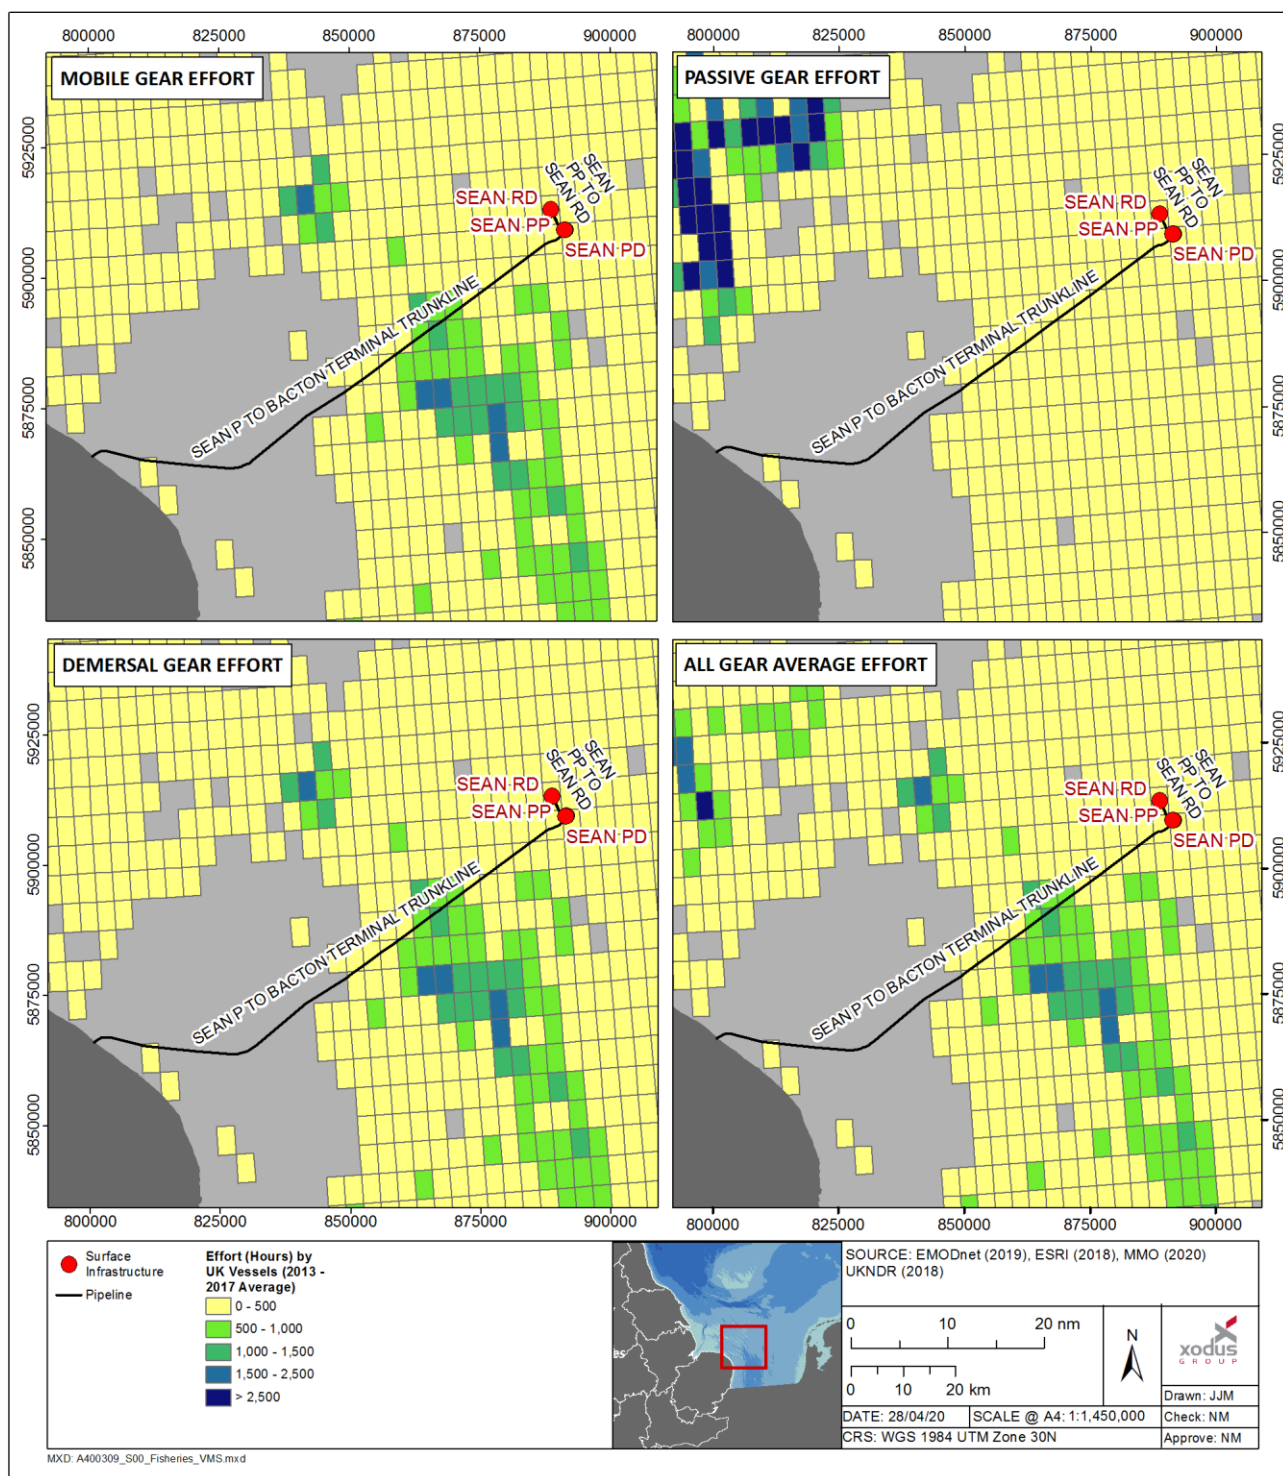 800000 825000 850000 875000 900000
800000 825000 850000 875000 900000
MOBILE GEAR EFFORT
5925000
5900000
5875000
5850000
SEAN RD
SEAN PP
SEAN PD
SEAN
PP TO
SEAN RD
SEAN P TO BACTON TERMINAL TRUNKLINE
PASSIVE GEAR EFFORT
SEAN RD
SEAN PP
SEAN PD
SEAN
PP TO
SEAN RD
SEAN P TO BACTON TERMINAL TRUNKLINE
5925000
5900000
5875000
5850000
DEMERSAL GEAR EFFORT
5925000
5900000
5875000
5850000
SEAN RD
SEAN PP
SEAN PD
SEAN
PP TO
SEAN RD
SEAN P TO BACTON TERMINAL TRUNKLINE
ALL GEAR AVERAGE EFFORT
SEAN RD
SEAN PP
SEAN PD
SEAN
PP TO
SEAN RD
SEAN P TO BACTON TERMINAL TRUNKLINE
5925000
5900000
5875000
5850000
800000 825000 850000 875000 900000
800000 825000 850000 875000 900000
Surface
Infrastructure
Pipeline
Effort (Hours) by
UK Vessels (2013 -
2017 Average)
0 - 500
500 - 1,000
1,000 - 1,500
1,500 - 2,500
> 2,500
es
SOURCE: EMODnet (2019), ESRI (2018), MMO (2020)
UKNDR (2018)
0 10 20 nm
0 10 20 km
N
xodus
GROUP
Drawn: JJM
DATE: 28/04/20 SCALE @ A4: 1:1,450,000 Check: NM
CRS: WGS 1984 UTM Zone 30N Approve: NM
MXD: A400309_S00_Fisheries_VMS.mxd